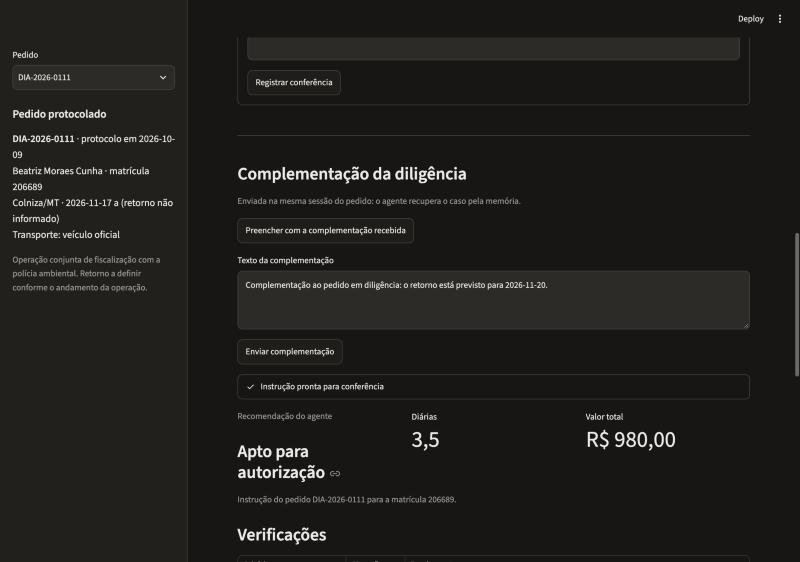 Deploy
Pedido
DIA-2026-0111
Pedido protocolado
DIA-2026-0111 · protocolo em 2026-10-
09
Beatriz Moraes Cunha · matrícula
206689
Colniza/MT · 2026-11-17 a (retorno não
informado)
Transporte: veículo oficial
Operação conjunta de fiscalização com a
polícia ambiental. Retorno a definir
conforme o andamento da operação.
Registrar conferência
Complementação da diligência
Enviada na mesma sessão do pedido: o agente recupera o caso pela memória.
Preencher com a complementação recebida
Texto da complementação
Complementação ao pedido em diligência: o retorno está previsto para 2026-11-20.
Enviar complementação
Instrução pronta para conferência
Recomendação do agente
Apto para
autorização
Diárias
3,5
Valor total
R$ 980,00
Instrução do pedido DIA-2026-0111 para a matrícula 206689.
Verificações